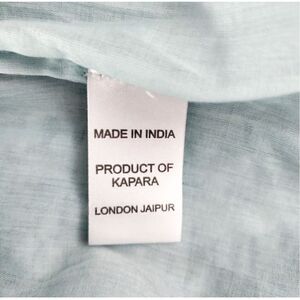 MADE IN INDIA
PRODUCT OF
KAPARA
LONDON JAIPUR